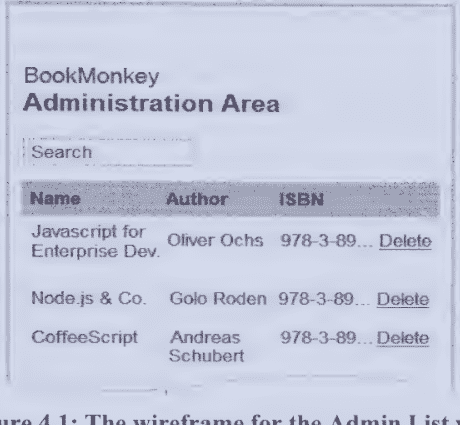 BookMonkey
Administration Area
Search
Name Author ISBN
Javascript for
Enterprise Dev. Oliver Ochs 978-3-89... Delete
Node.js & Co. Golo Roden 978-3-89... Delete
CoffeeScript Andreas
Schubert 978-3-89... Delete
4.1: The wireframe for the Admin List